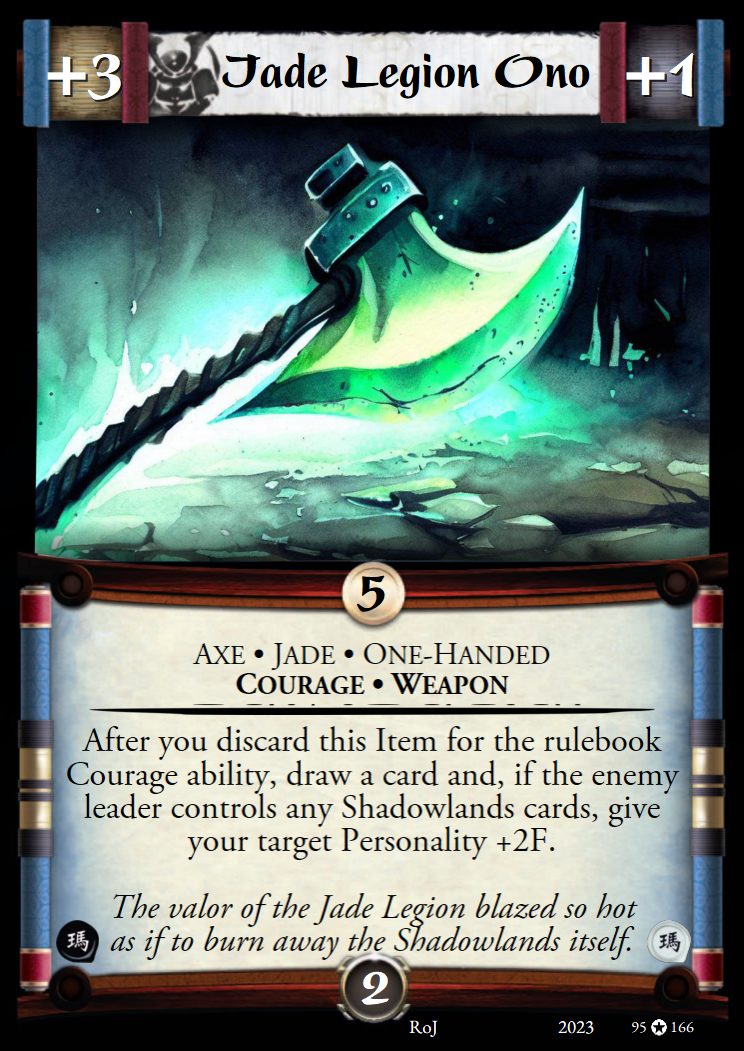 +3 Jade Legion Ono +1
5
Axe • Jade • One-Handed
Courage • Weapon
After you discard this Item for the rulebook
Courage ability, draw a card and, if the enemy
leader controls any Shadowlands cards, give
your target Personality +2F.
The valor of the Jade Legion blazed so hot
瑪 as if to burn away the Shadowlands itself. 瑪
2
RoJ 2023 95 ✪ 166